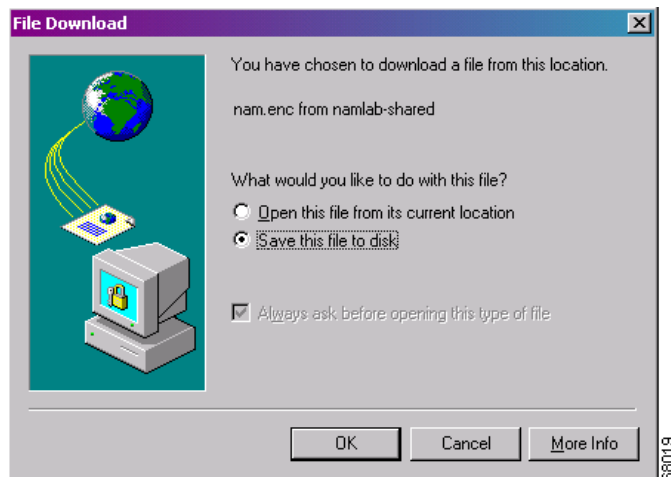 File Download
You have chosen to download a file from this location.
nam.enc from namlab-shared
What would you like to do with this file?
Open this file from its current location
Save this file to disk
Always ask before opening this type of file
OK
Cancel
More Info
68019